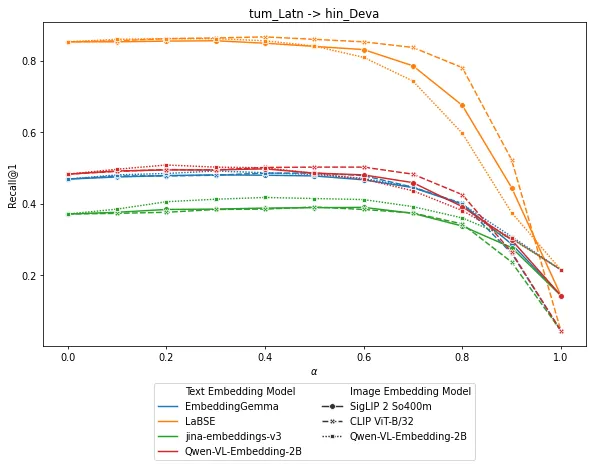 tum_Latn -> hin_Deva
Recall@1
0.8
0.6
0.4
0.2
0.0 0.2 0.4 0.6 0.8 1.0
α
Text Embedding Model Image Embedding Model
EmbeddingGemma SigLIP 2 So400m
LaBSE CLIP ViT-B/32
jina-embeddings-v3 Qwen-VL-Embedding-2B
Qwen-VL-Embedding-2B